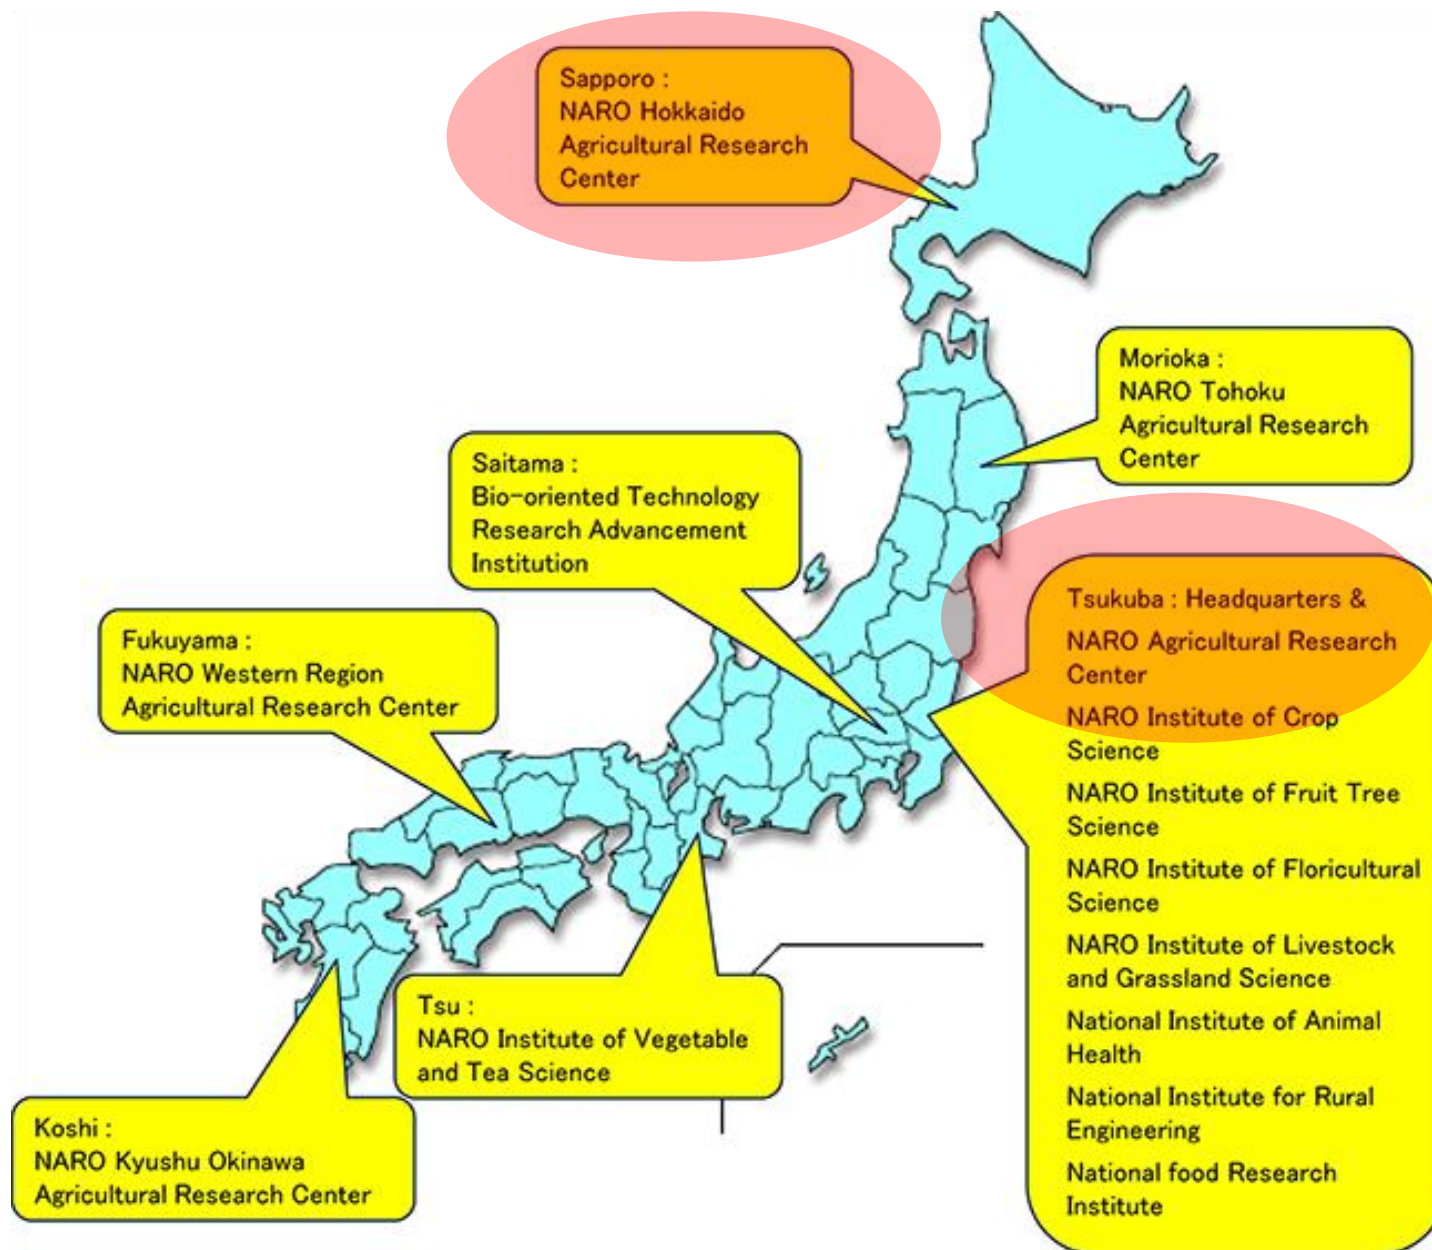 Sapporo :
NARO Hokkaido
Agricultural Research
Center
Morioka :
NARO Tohoku
Agricultural Research
Center
Saitama :
Bio-oriented Technology
Research Advancement
Institution
Tsukuba : Headquarters &
NARO Agricultural Research
Center
NARO Institute of Crop
Science
NARO Institute of Fruit Tree
Science
NARO Institute of Floricultural
Science
NARO Institute of Livestock
and Grassland Science
National Institute of Animal
Health
National Institute for Rural
Engineering
National food Research
Institute
Fukuyama :
NARO Western Region
Agricultural Research Center
Tsu :
NARO Institute of Vegetable
and Tea Science
Koshi :
NARO Kyushu Okinawa
Agricultural Research Center